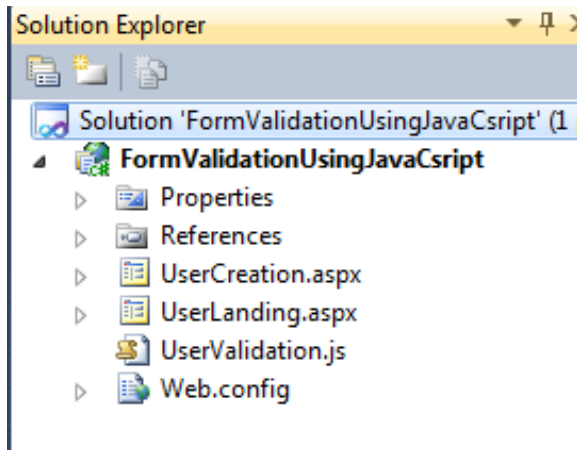 Solution Explorer
Solution 'FormValidationUsingJavaCsript' (1
FormValidationUsingJavaCsript
Properties
References
UserCreation.aspx
UserLanding.aspx
UserValidation.js
Web.config